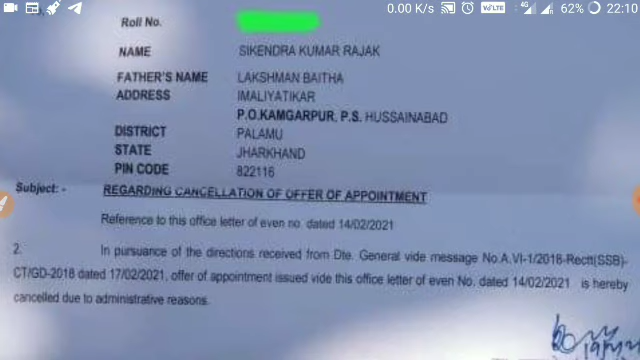 0.00 K/s VoLTE 4G 62% 22:10
Roll No.
NAME SIKENDRA KUMAR RAJAK
FATHER'S NAME LAKSHMAN BAITHA
ADDRESS IMALIYATIKAR
P.O.KAMGARPUR, P.S. HUSSAINABAD
DISTRICT PALAMU
STATE JHARKHAND
PIN CODE 822116
Subject: - REGARDING CANCELLATION OF OFFER OF APPOINTMENT
Reference to this office letter of even no. dated 14/02/2021
2. In pursuance of the directions received from Dte. General vide message No.A.VI-1/2018-Rectt(SSB)-
CT/GD-2018 dated 17/02/2021, offer of appointment issued vide this office letter of even No. dated 14/02/2021 is hereby
cancelled due to administrative reasons.